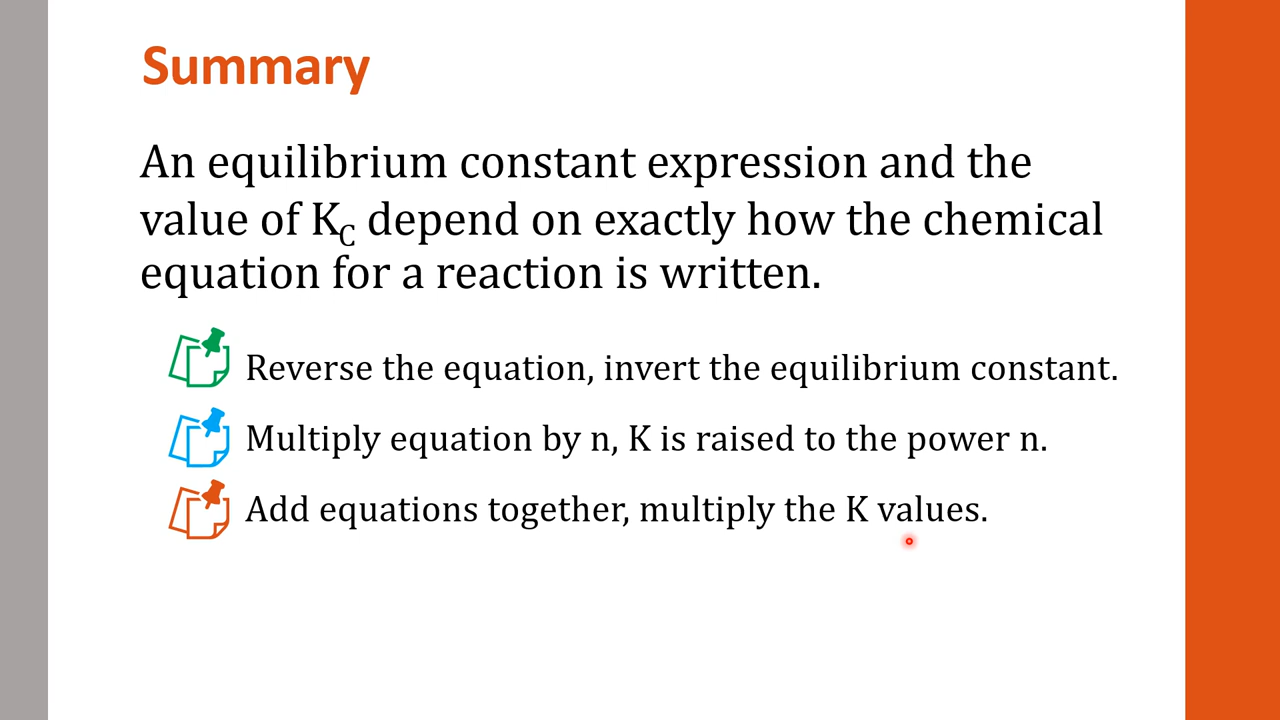 Summary
An equilibrium constant expression and the
value of K_C depend on exactly how the chemical
equation for a reaction is written.
Reverse the equation, invert the equilibrium constant.
Multiply equation by n, K is raised to the power n.
Add equations together, multiply the K values.